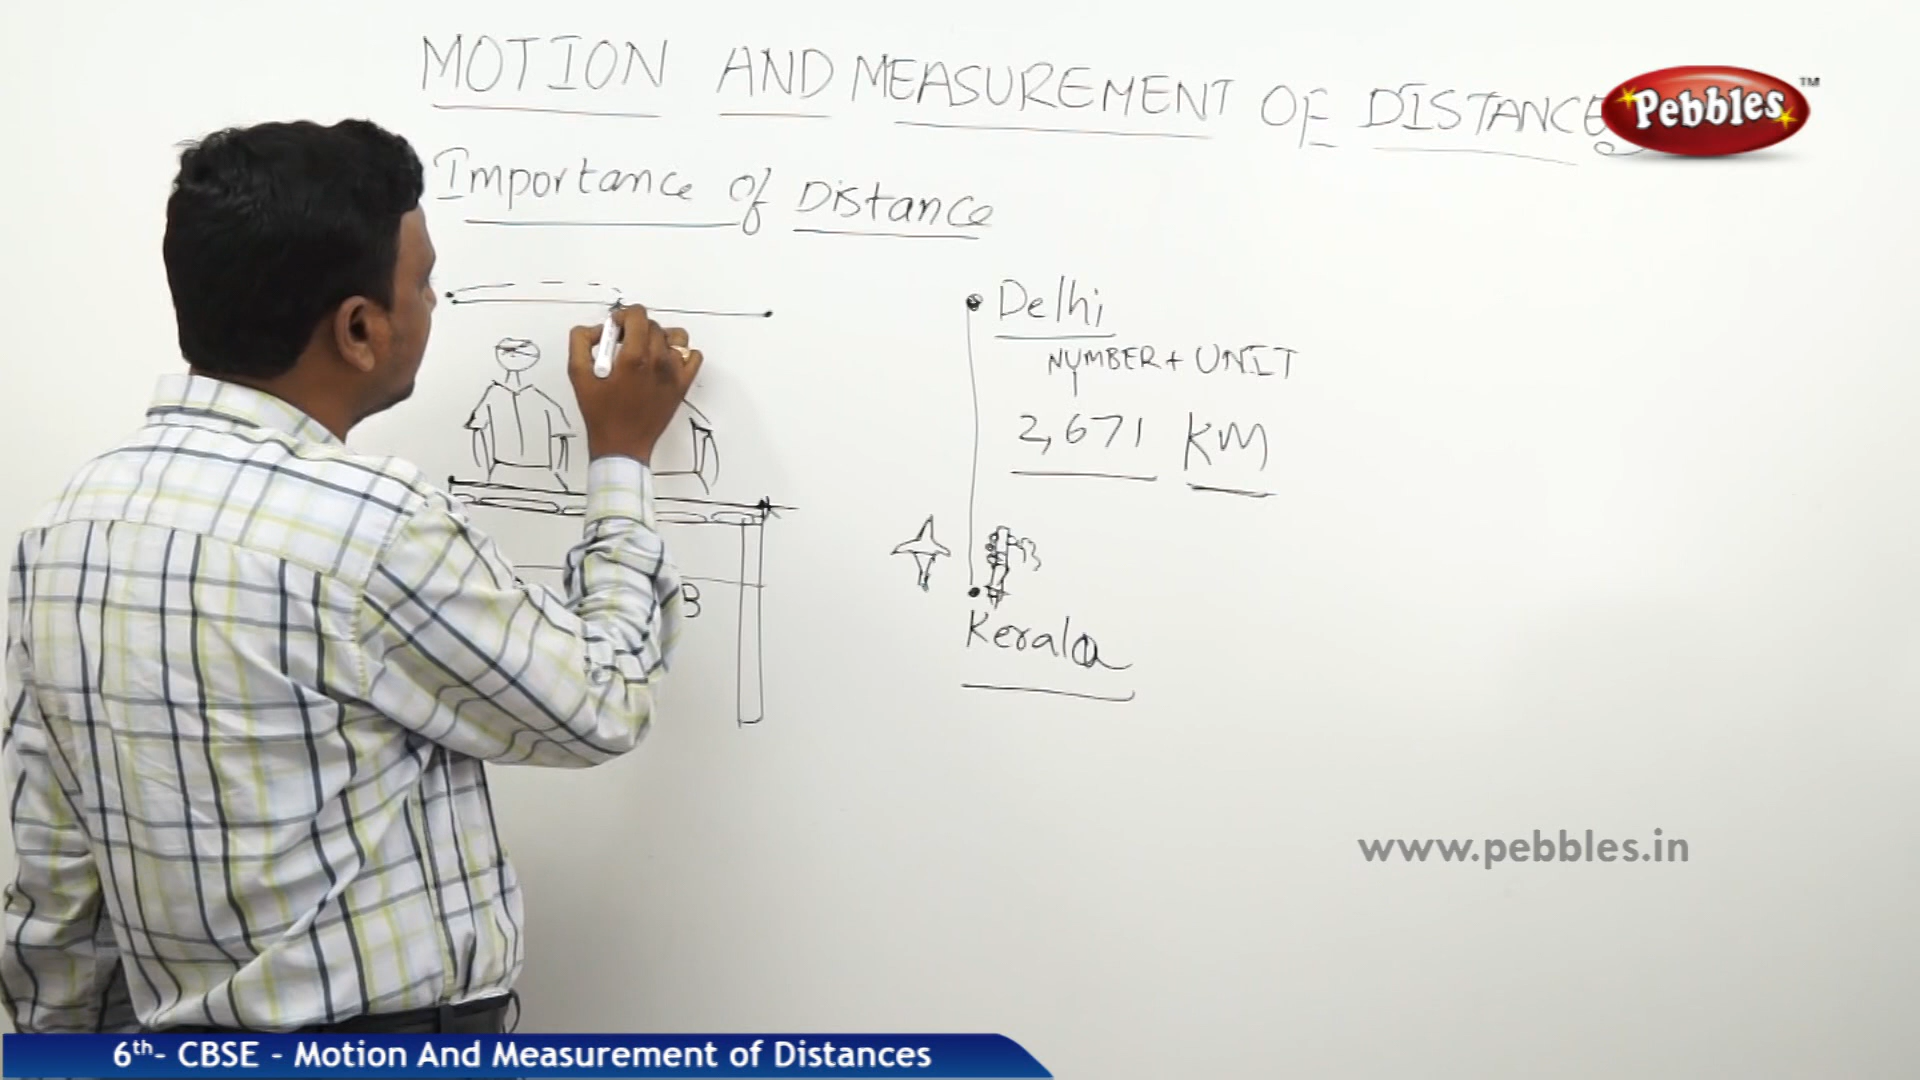 MOTION AND MEASUREMENT OF DISTANCES
Pebbles™
Importance of Distance
Delhi
NUMBER + UNIT
2,671 KM
B
Kerala
www.pebbles.in
6th- CBSE - Motion And Measurement of Distances